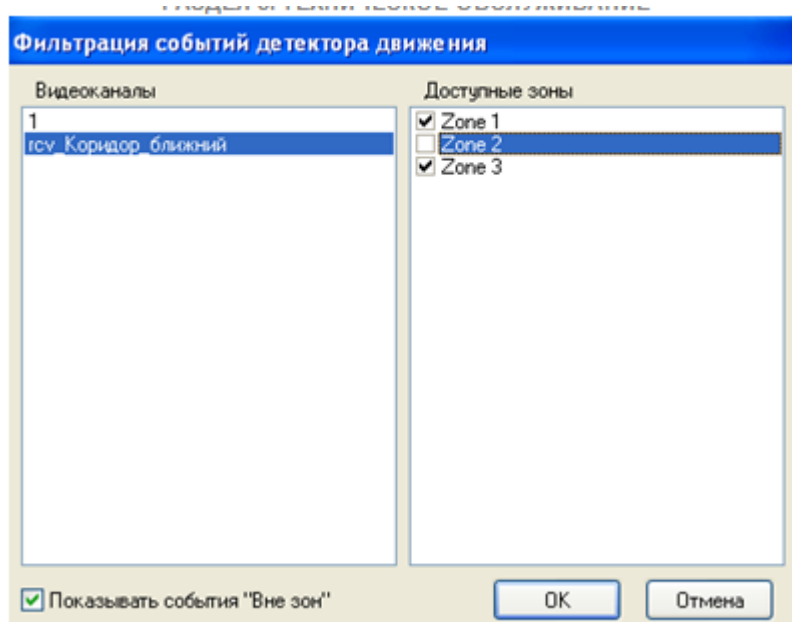 Фильтрация событий детектора движения
Видеоканалы
Доступные зоны
1
rcv_Коридор_ближний
Zone 1
Zone 2
Zone 3
Показывать события "Вне зон"
OK
Отмена